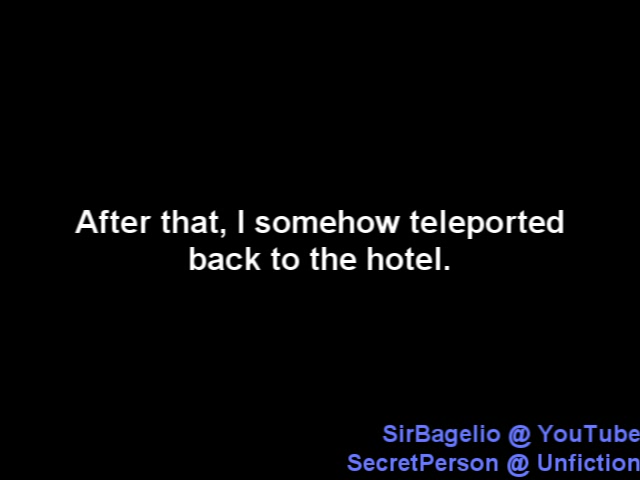 After that, I somehow teleported
back to the hotel.
SirBagelio @ YouTube
SecretPerson @ Unfiction